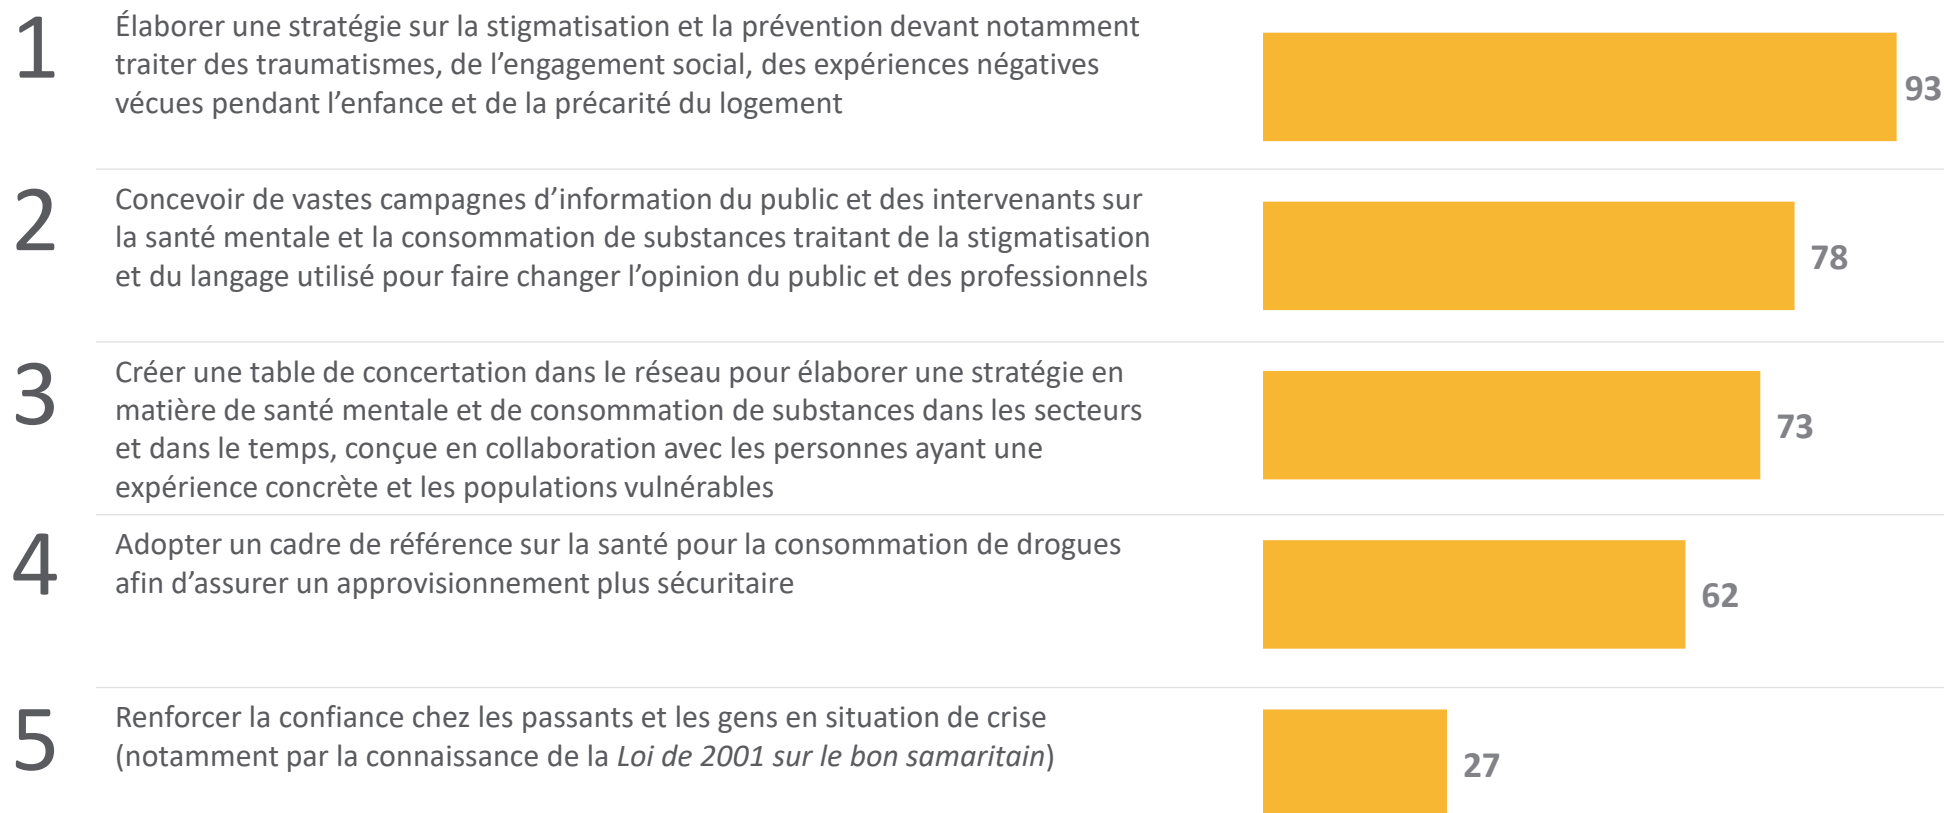 1
Élaborer une stratégie sur la stigmatisation et la prévention devant notamment
traiter des traumatismes, de l’engagement social, des expériences négatives
vécues pendant l’enfance et de la précarité du logement
93
2
Concevoir de vastes campagnes d’information du public et des intervenants sur
la santé mentale et la consommation de substances traitant de la stigmatisation
et du langage utilisé pour faire changer l’opinion du public et des professionnels
78
3
Créer une table de concertation dans le réseau pour élaborer une stratégie en
matière de santé mentale et de consommation de substances dans les secteurs
et dans le temps, conçue en collaboration avec les personnes ayant une
expérience concrète et les populations vulnérables
73
4
Adopter un cadre de référence sur la santé pour la consommation de drogues
afin d’assurer un approvisionnement plus sécuritaire
62
5
Renforcer la confiance chez les passants et les gens en situation de crise
(notamment par la connaissance de la Loi de 2001 sur le bon samaritain)
27